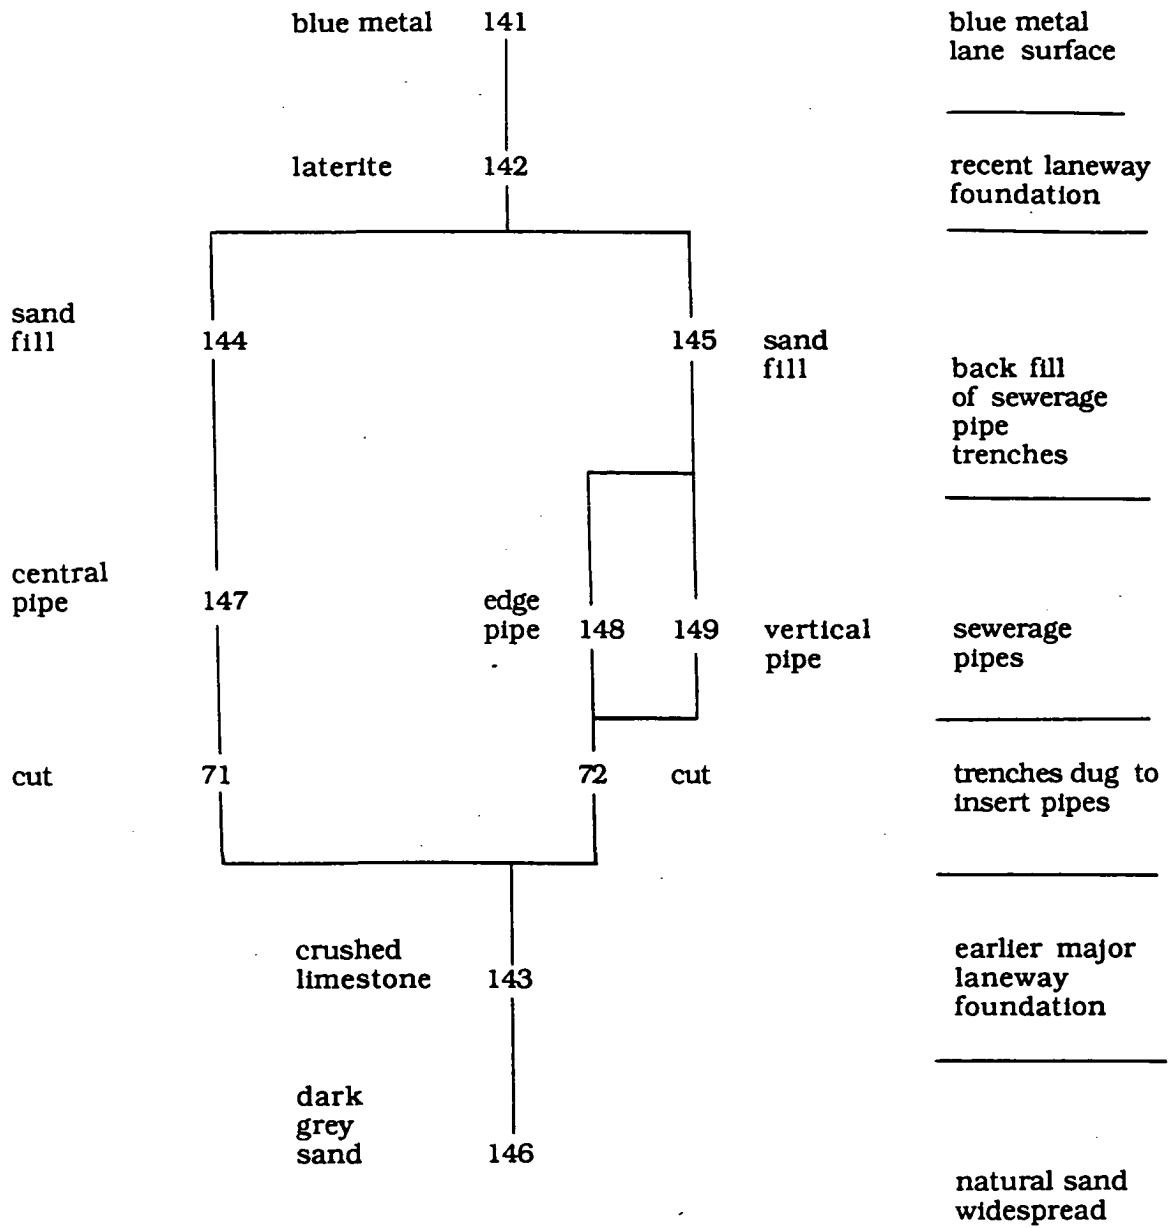 blue metal 141
blue metal
lane surface
laterite 142
recent laneway
foundation
sand
fill 144
145 sand
fill
back fill
of sewerage
pipe
trenches
central
pipe 147
edge
pipe 148 149 vertical
pipe
sewerage
pipes
cut 71
72 cut
trenches dug to
insert pipes
crushed
limestone 143
earlier major
laneway
foundation
dark
grey
sand 146
natural sand
widespread